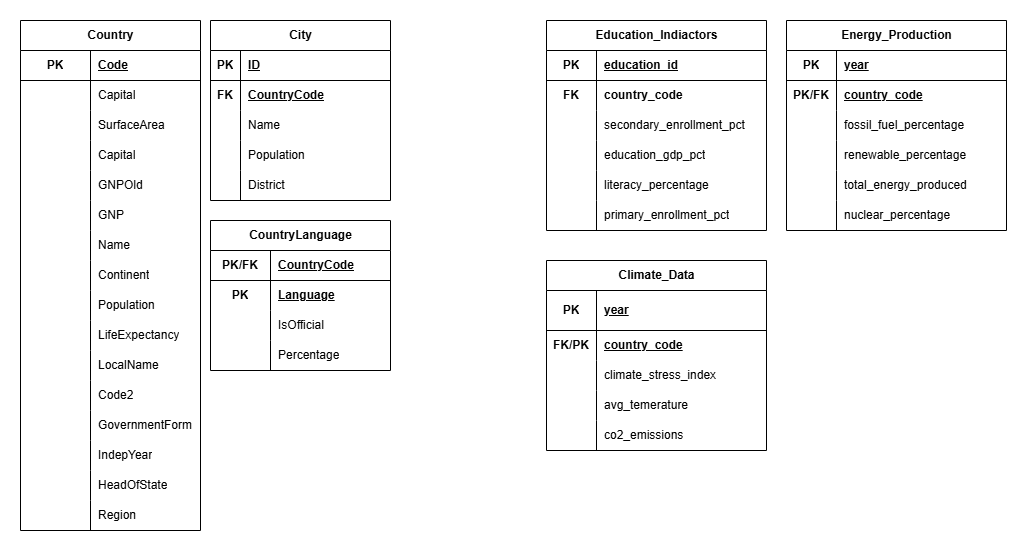 Country
PK Code
Capital
SurfaceArea
Capital
GNPOld
GNP
Name
Continent
Population
LifeExpectancy
LocalName
Code2
GovernmentForm
IndepYear
HeadOfState
Region
City
PK ID
FK CountryCode
Name
Population
District
CountryLanguage
PK/FK CountryCode
PK Language
IsOfficial
Percentage
Education_Indiactors
PK education_id
FK country_code
secondary_enrollment_pct
education_gdp_pct
literacy_percentage
primary_enrollment_pct
Energy_Production
PK year
PK/FK country_code
fossil_fuel_percentage
renewable_percentage
total_energy_produced
nuclear_percentage
Climate_Data
PK year
FK/PK country_code
climate_stress_index
avg_temerature
co2_emissions